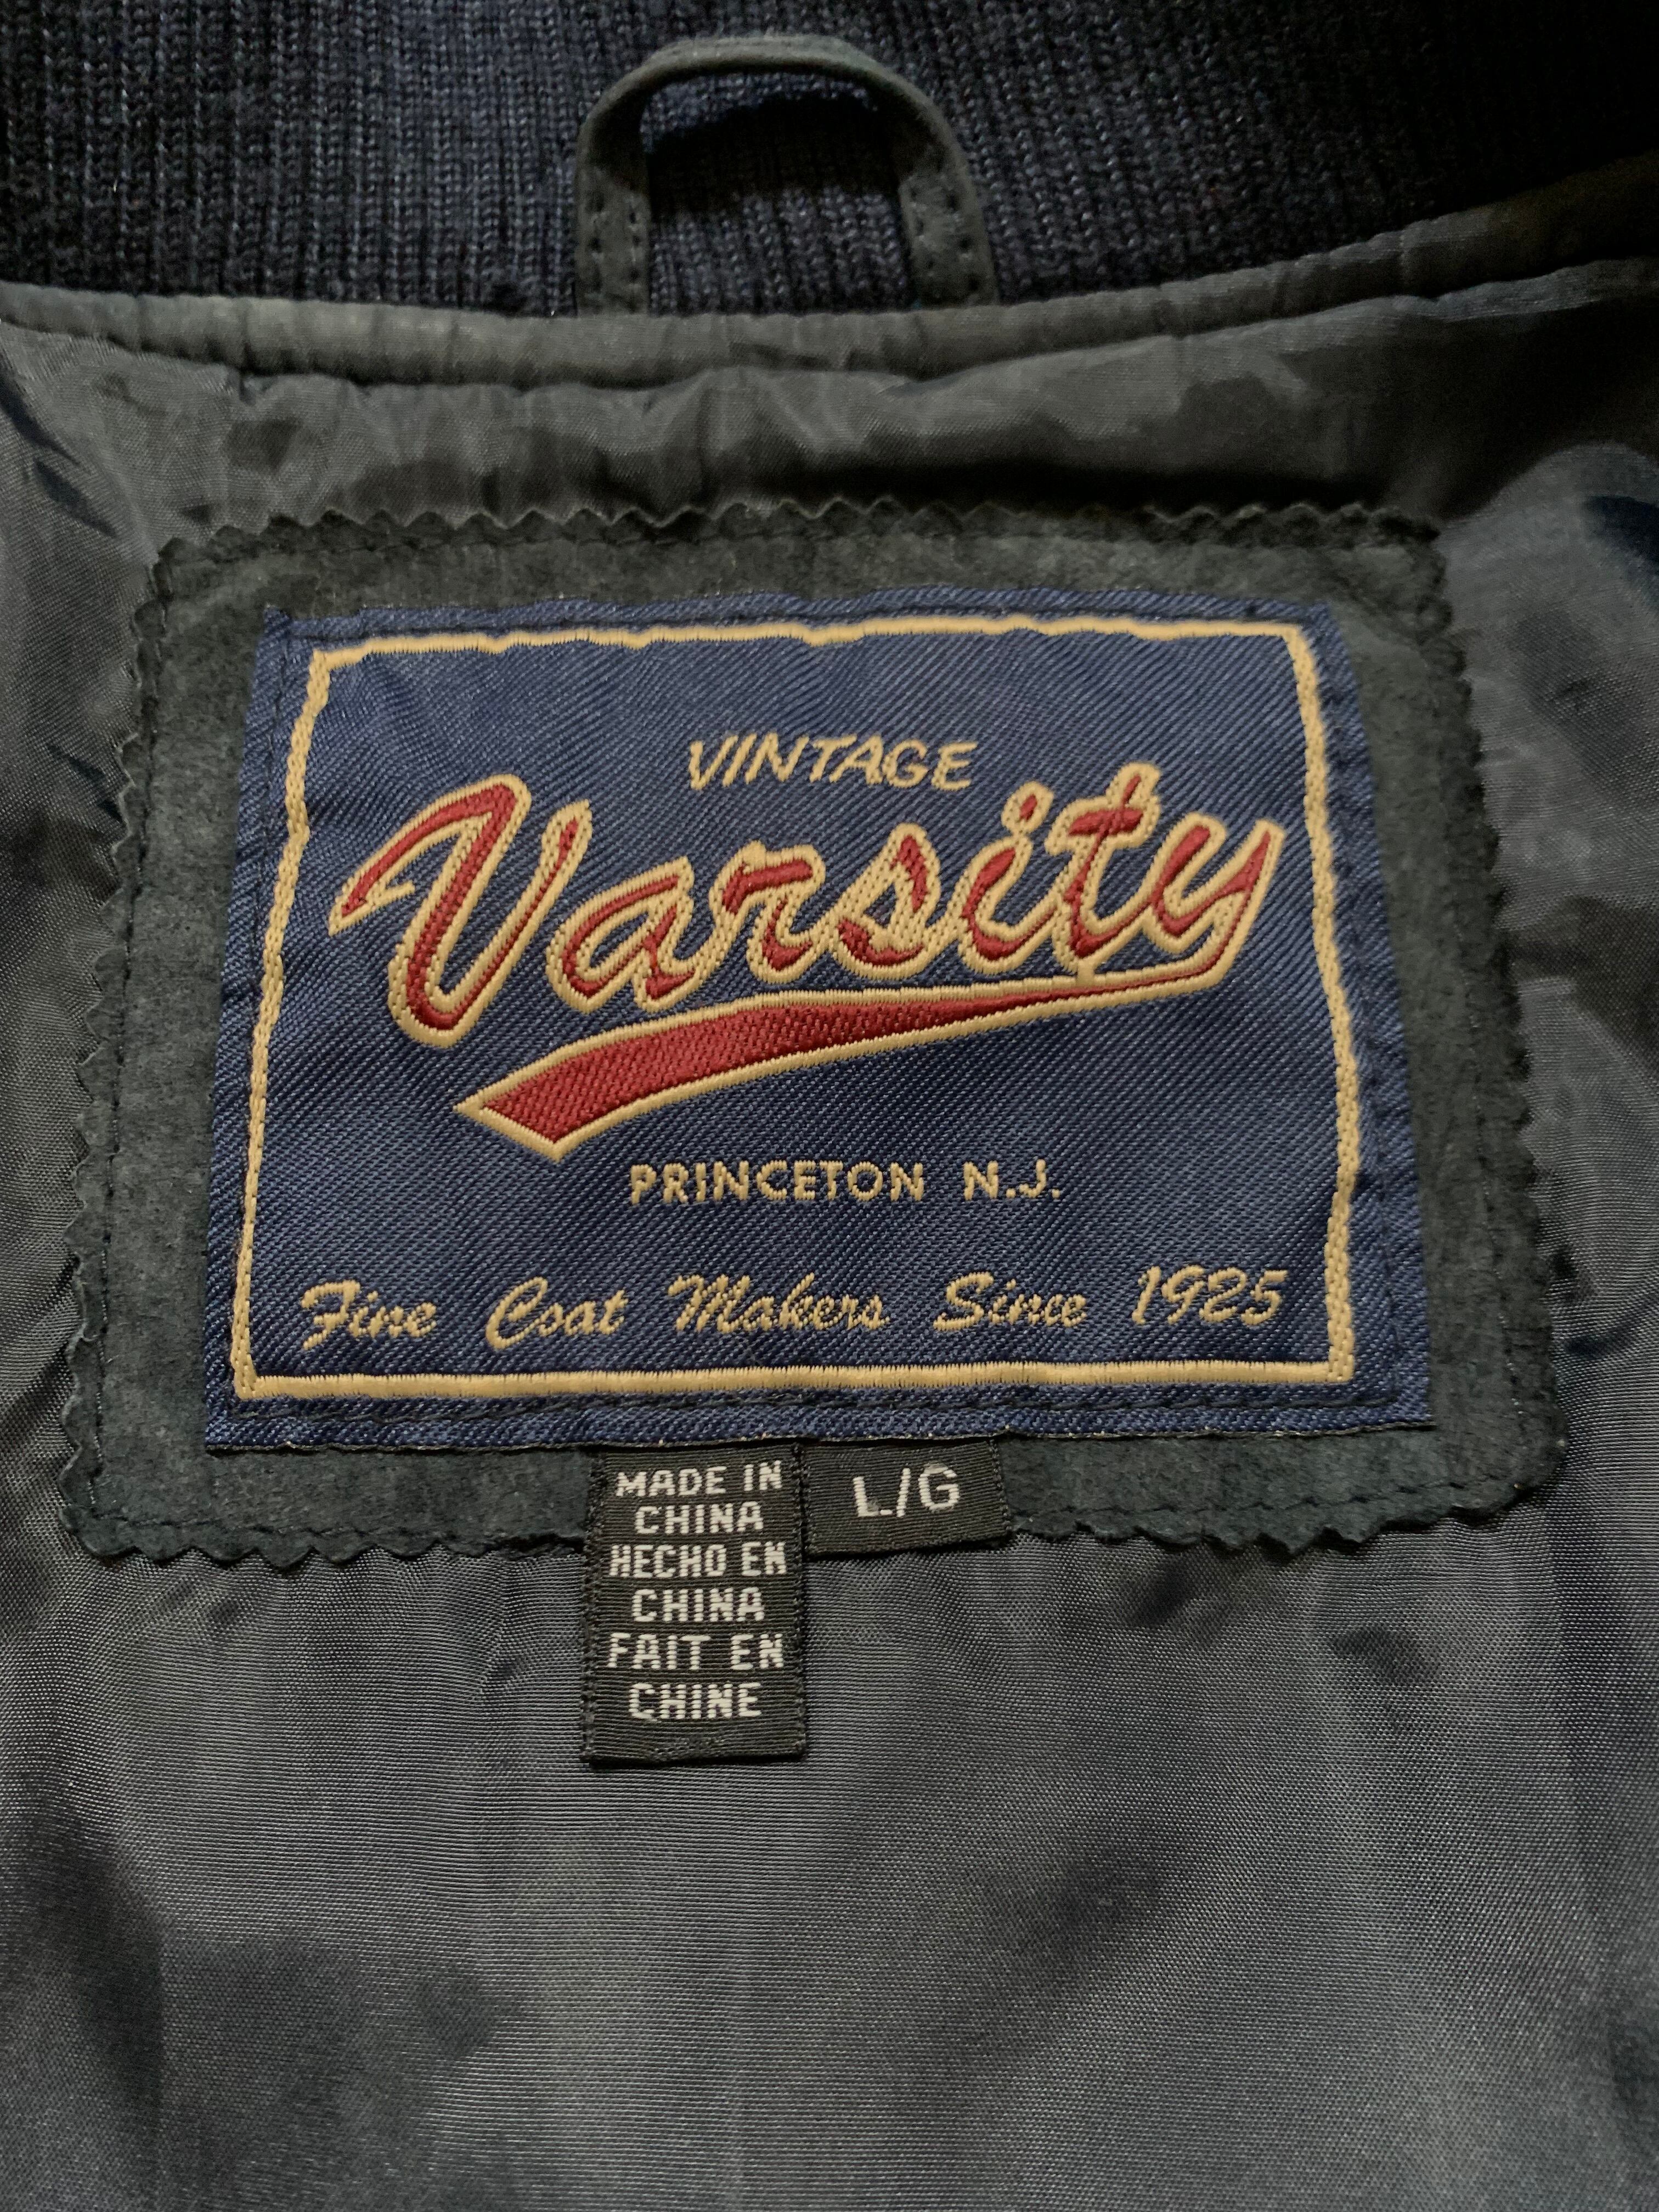 VINTAGE
Varsity
PRINCETON N.J.
Fine Coat Makers Since 1925
MADE IN
CHINA
HECHO EN
CHINA
FAIT EN
CHINE
L/G